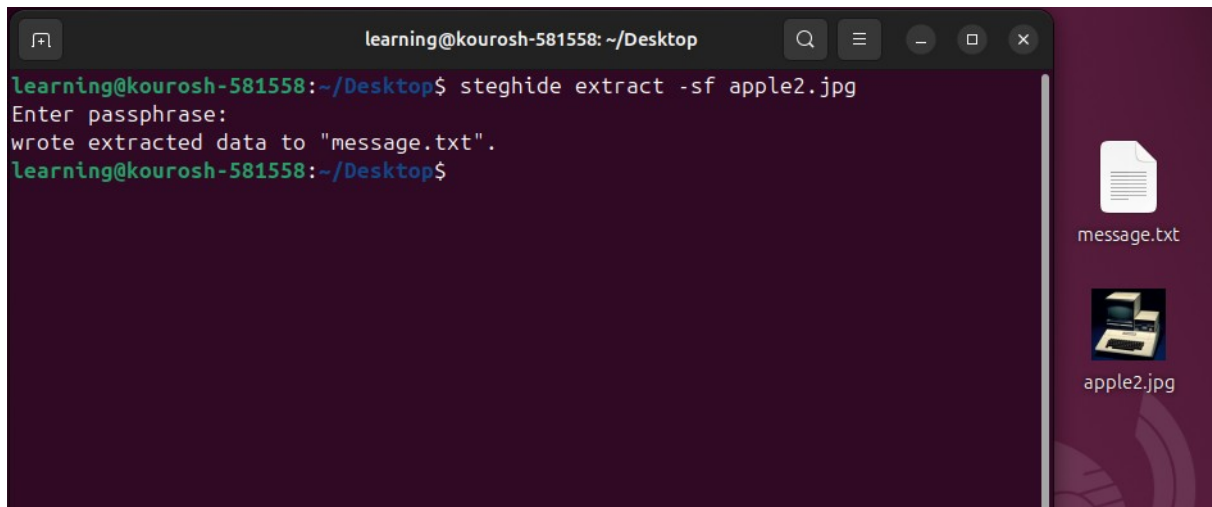 learning@kourosh-581558: ~/Desktop
learning@kourosh-581558:~/Desktop$ steghide extract -sf apple2.jpg
Enter passphrase:
wrote extracted data to "message.txt".
learning@kourosh-581558:~/Desktop$
message.txt
apple2.jpg